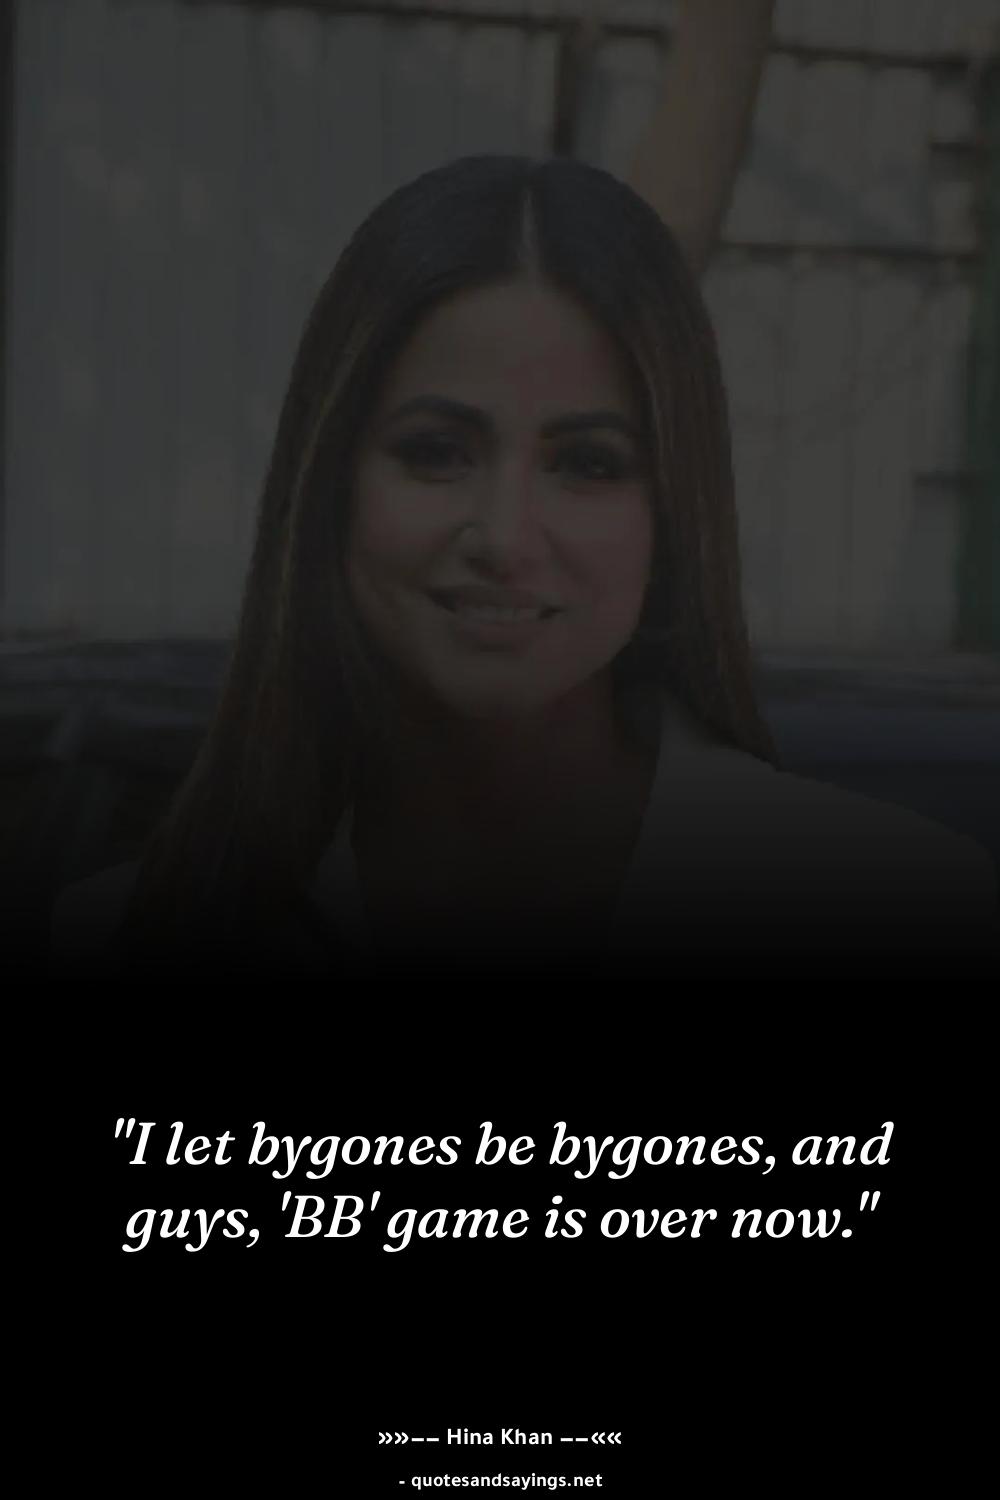 "I let bygones be bygones, and
guys, 'BB' game is over now."
»»–– Hina Khan ––««
- quotesandsayings.net